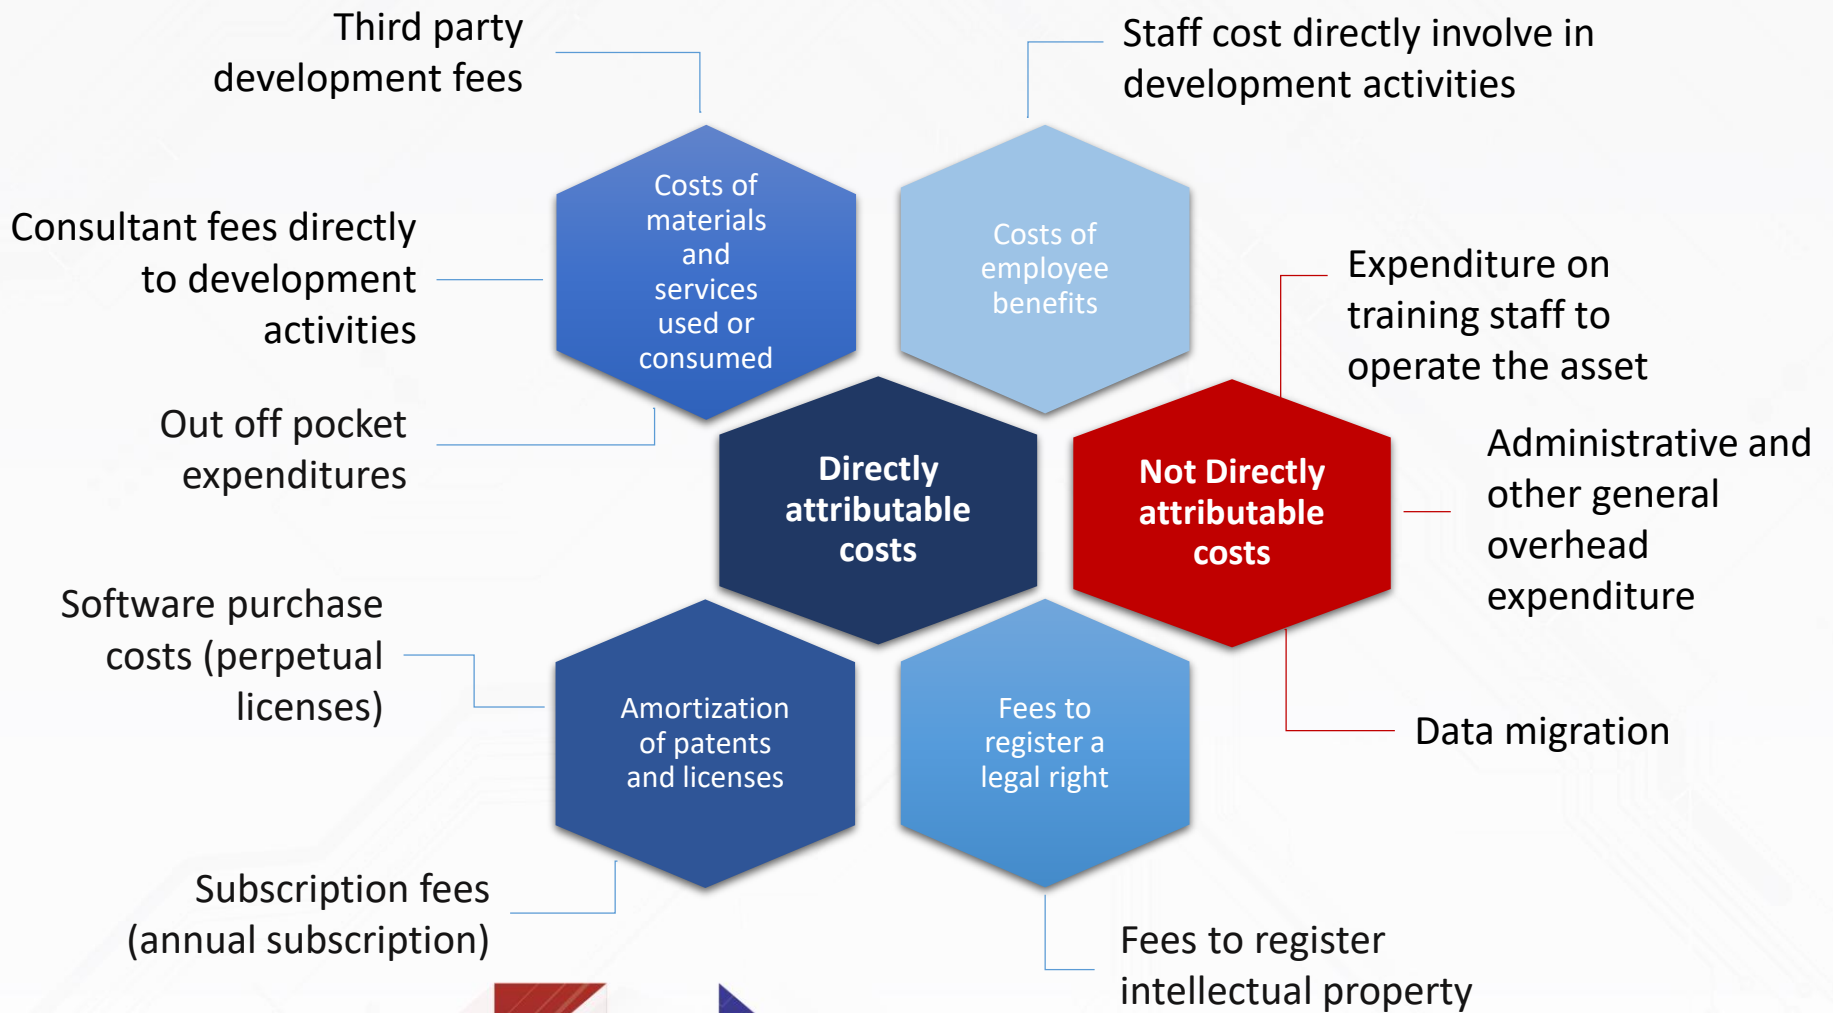 Third party
development fees
Staff cost directly involve in
development activities
Costs of
materials
and
services
used or
consumed
Costs of
employee
benefits
Consultant fees directly
to development
activities
Expenditure on
training staff to
operate the asset
Out off pocket
expenditures
Directly
attributable
costs
Not Directly
attributable
costs
Administrative and
other general
overhead
expenditure
Software purchase
costs (perpetual
licenses)
Amortization
of patents
and licenses
Fees to
register a
legal right
Data migration
Subscription fees
(annual subscription)
Fees to register
intellectual property